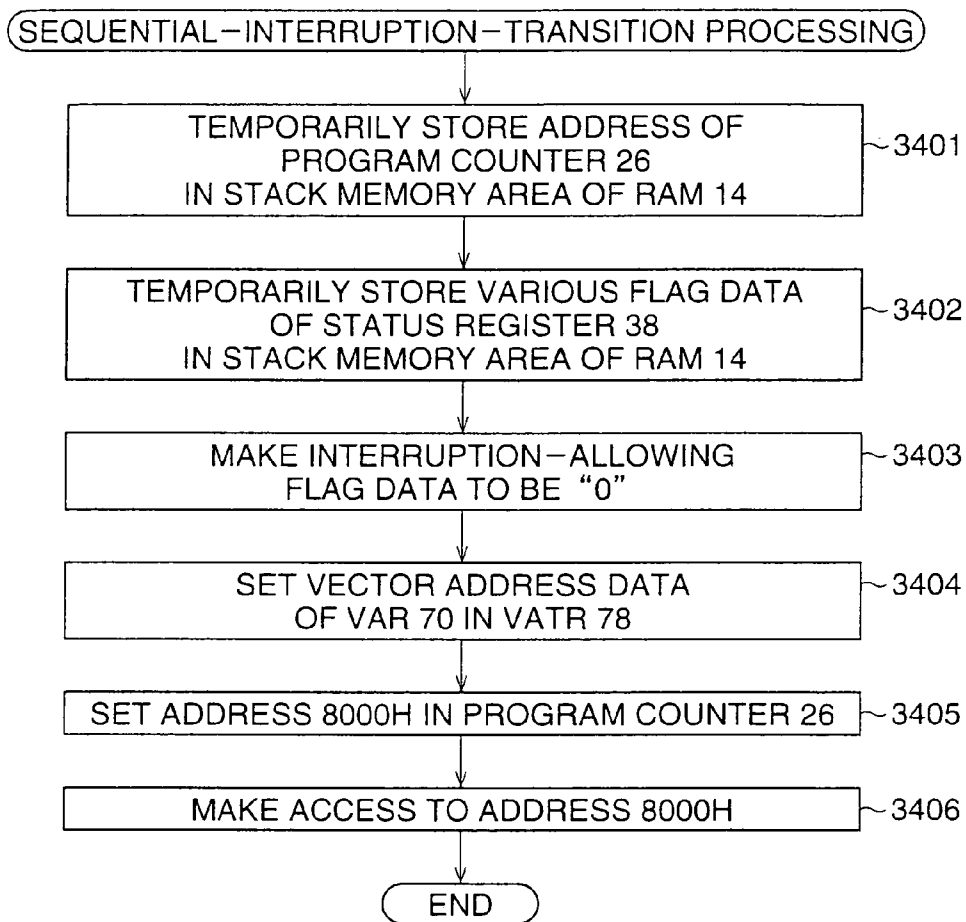 SEQUENTIAL–INTERRUPTION–TRANSITION PROCESSING
TEMPORARILY STORE ADDRESS OF
PROGRAM COUNTER 26
IN STACK MEMORY AREA OF RAM 14
3401
TEMPORARILY STORE VARIOUS FLAG DATA
OF STATUS REGISTER 38
IN STACK MEMORY AREA OF RAM 14
3402
MAKE INTERRUPTION–ALLOWING
FLAG DATA TO BE “0”
3403
SET VECTOR ADDRESS DATA
OF VAR 70 IN VATR 78
3404
SET ADDRESS 8000H IN PROGRAM COUNTER 26
3405
MAKE ACCESS TO ADDRESS 8000H
3406
END